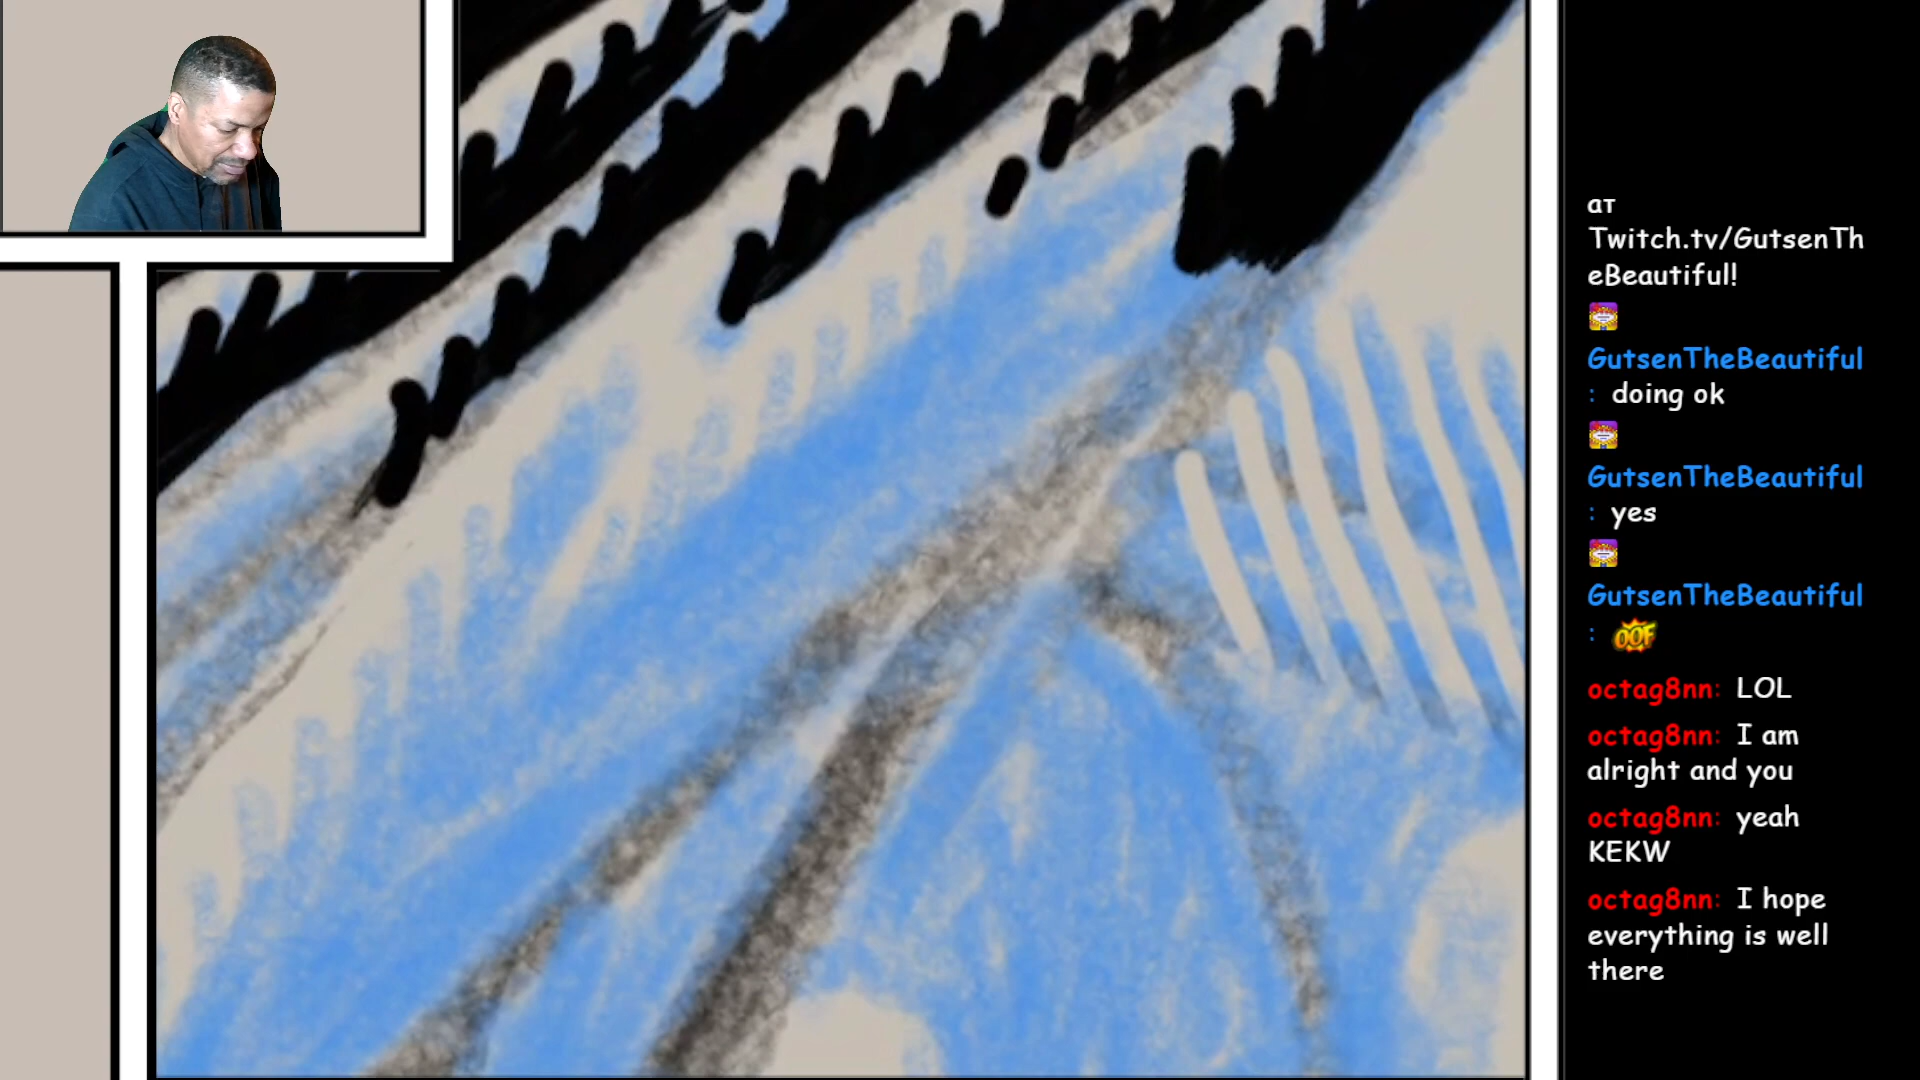 at
Twitch.tv/GutsenTh
eBeautiful!
GutsenTheBeautiful
: doing ok
GutsenTheBeautiful
: yes
GutsenTheBeautiful
: OOF
octag8nn: LOL
octag8nn: I am
alright and you
octag8nn: yeah
KEKW
octag8nn: I hope
everything is well
there